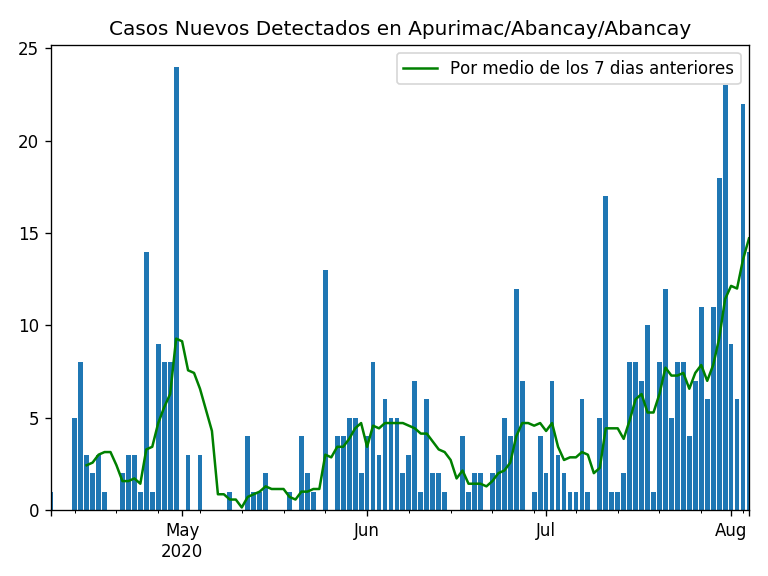 Casos Nuevos Detectados en Apurimac/Abancay/Abancay
Por medio de los 7 dias anteriores
25
20
15
10
5
0
May
2020
Jun
Jul
Aug